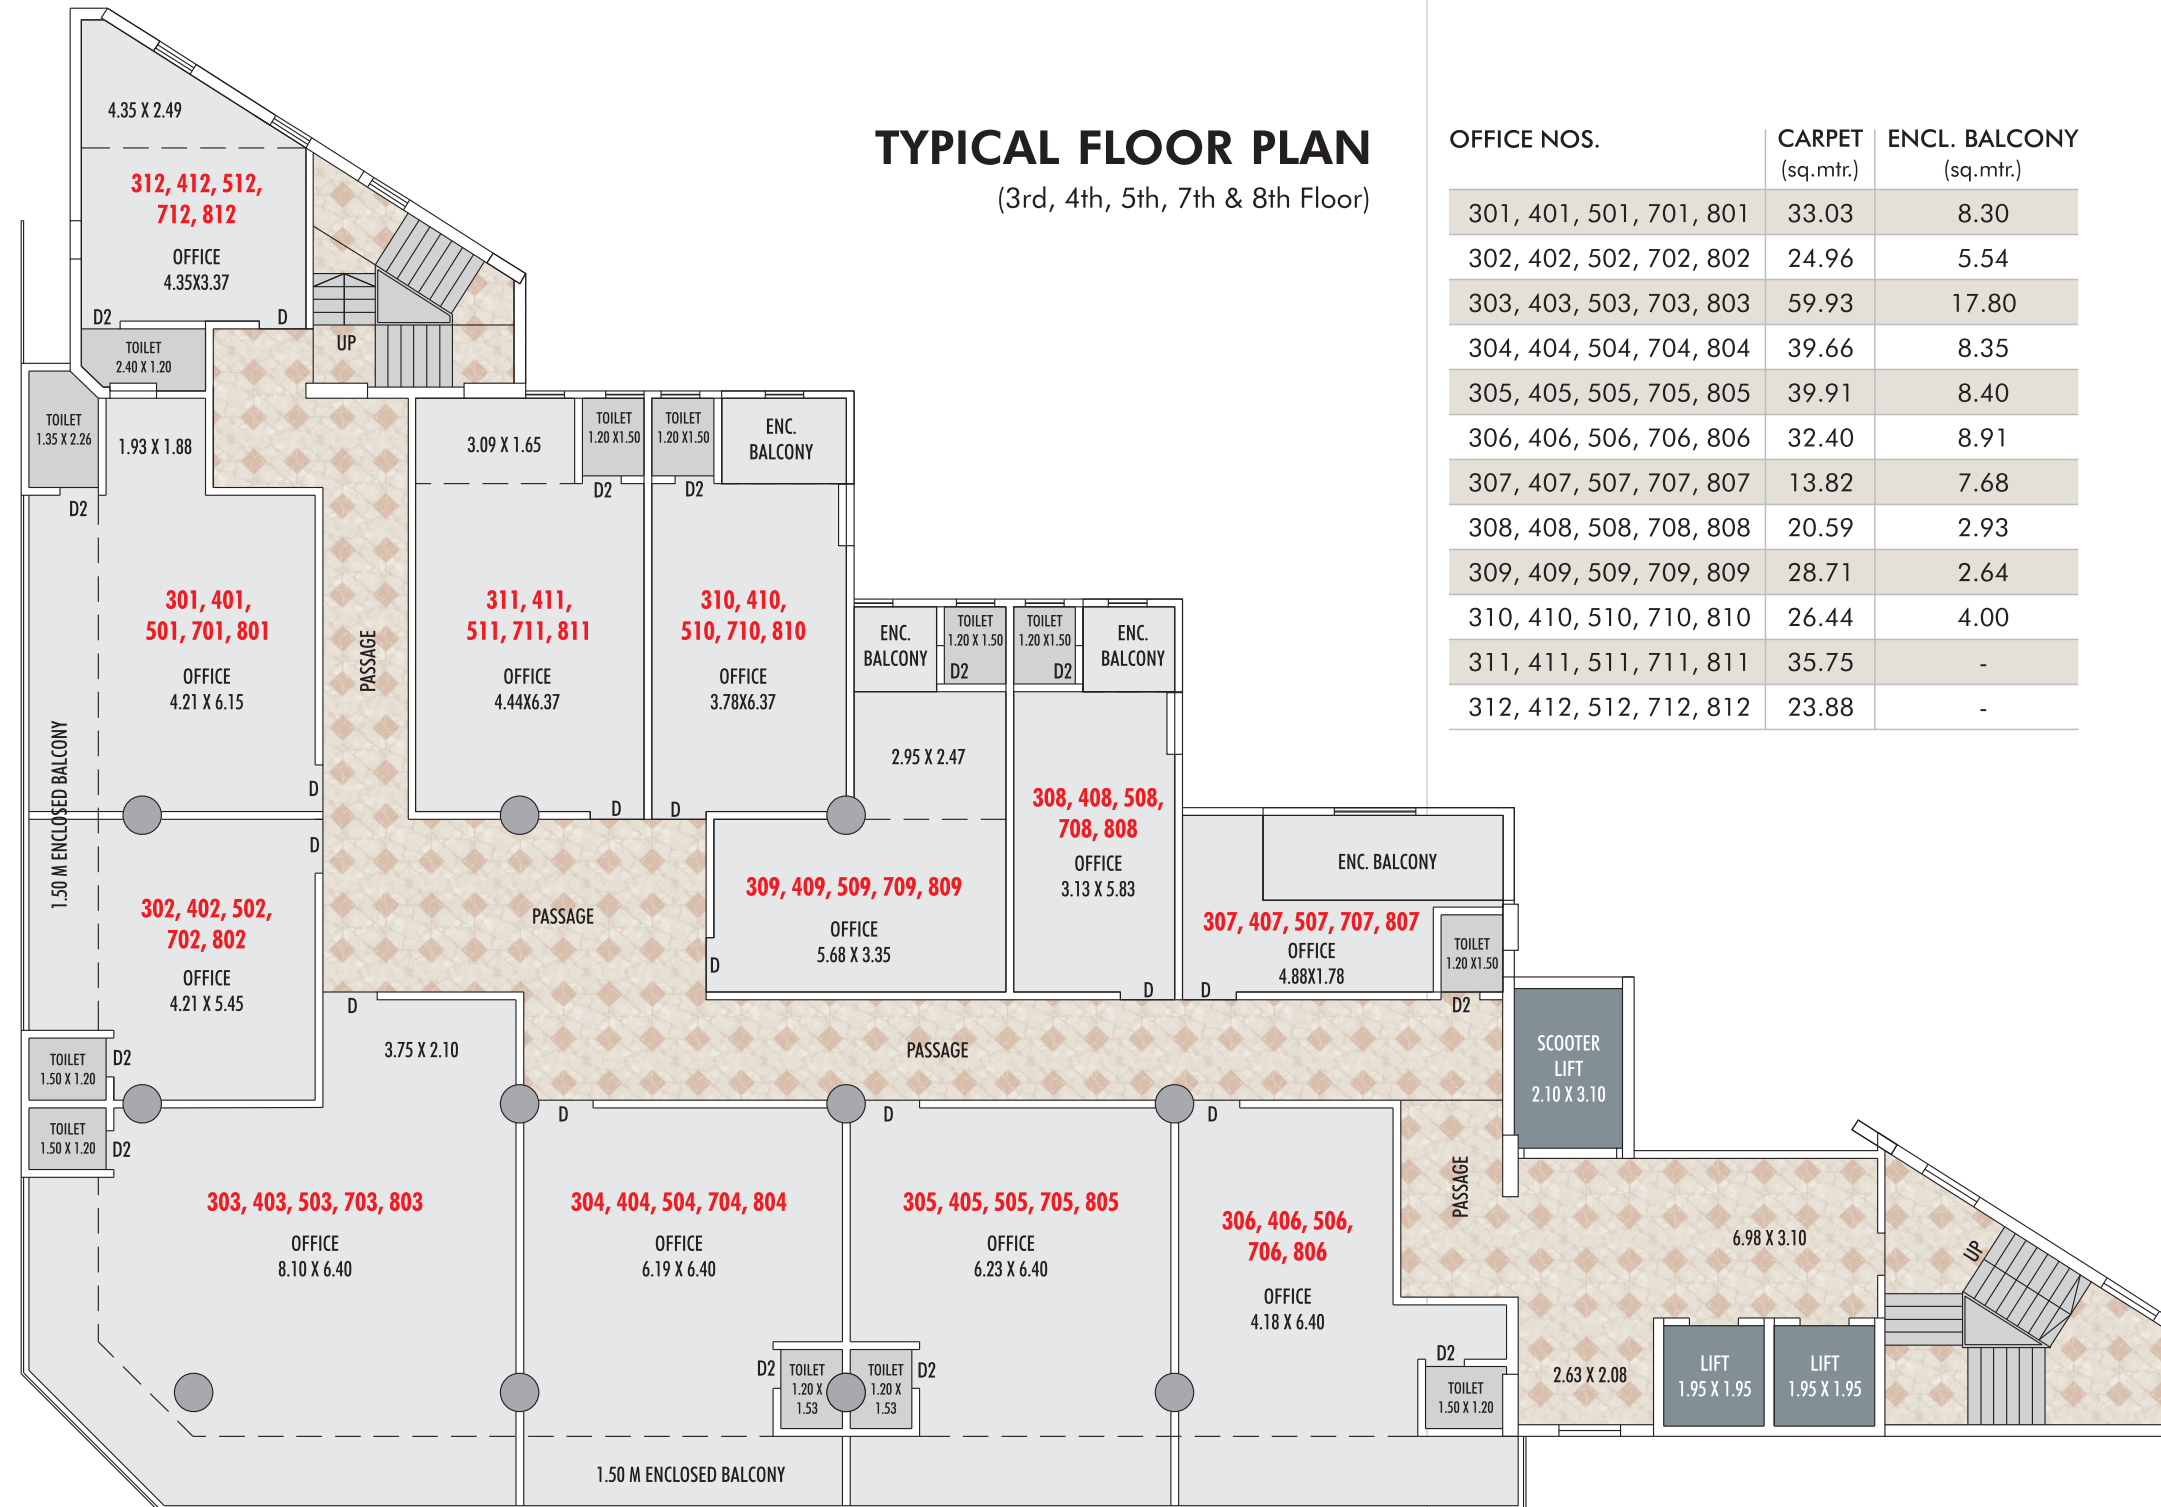 TYPICAL FLOOR PLAN
(3rd, 4th, 5th, 7th & 8th Floor)
OFFICE NOS. CARPET ENCL. BALCONY
(sq.mtr.) (sq.mtr.)
301, 401, 501, 701, 801 33.03 8.30
302, 402, 502, 702, 802 24.96 5.54
303, 403, 503, 703, 803 59.93 17.80
304, 404, 504, 704, 804 39.66 8.35
305, 405, 505, 705, 805 39.91 8.40
306, 406, 506, 706, 806 32.40 8.91
307, 407, 507, 707, 807 13.82 7.68
308, 408, 508, 708, 808 20.59 2.93
309, 409, 509, 709, 809 28.71 2.64
310, 410, 510, 710, 810 26.44 4.00
311, 411, 511, 711, 811 35.75 -
312, 412, 512, 712, 812 23.88 -
4.35 X 2.49
312, 412, 512,
712, 812
OFFICE
4.35X3.37
D2
D
TOILET
2.40 X 1.20
UP
TOILET
1.35 X 2.26
D2
1.93 X 1.88
301, 401,
501, 701, 801
OFFICE
4.21 X 6.15
D
1.50 M ENCLOSED BALCONY
PASSAGE
3.09 X 1.65
TOILET
1.20 X1.50
D2
311, 411,
511, 711, 811
OFFICE
4.44X6.37
D
TOILET
1.20 X1.50
D2
ENC.
BALCONY
310, 410,
510, 710, 810
OFFICE
3.78X6.37
D
ENC.
BALCONY
TOILET
1.20 X 1.50
D2
2.95 X 2.47
309, 409, 509, 709, 809
OFFICE
5.68 X 3.35
D
TOILET
1.20 X1.50
D2
ENC.
BALCONY
308, 408, 508,
708, 808
OFFICE
3.13 X 5.83
D
ENC. BALCONY
307, 407, 507, 707, 807
OFFICE
4.88X1.78
D
TOILET
1.20 X1.50
D2
D
302, 402, 502,
702, 802
OFFICE
4.21 X 5.45
TOILET
1.50 X 1.20
D2
PASSAGE
PASSAGE
SCOOTER
LIFT
2.10 X 3.10
D
3.75 X 2.10
TOILET
1.50 X 1.20
D2
303, 403, 503, 703, 803
OFFICE
8.10 X 6.40
D
304, 404, 504, 704, 804
OFFICE
6.19 X 6.40
D2
TOILET
1.20 X
1.53
D
305, 405, 505, 705, 805
OFFICE
6.23 X 6.40
TOILET
1.20 X
1.53
D2
D
306, 406, 506,
706, 806
OFFICE
4.18 X 6.40
D2
TOILET
1.50 X 1.20
PASSAGE
6.98 X 3.10
UP
2.63 X 2.08
LIFT
1.95 X 1.95
LIFT
1.95 X 1.95
1.50 M ENCLOSED BALCONY